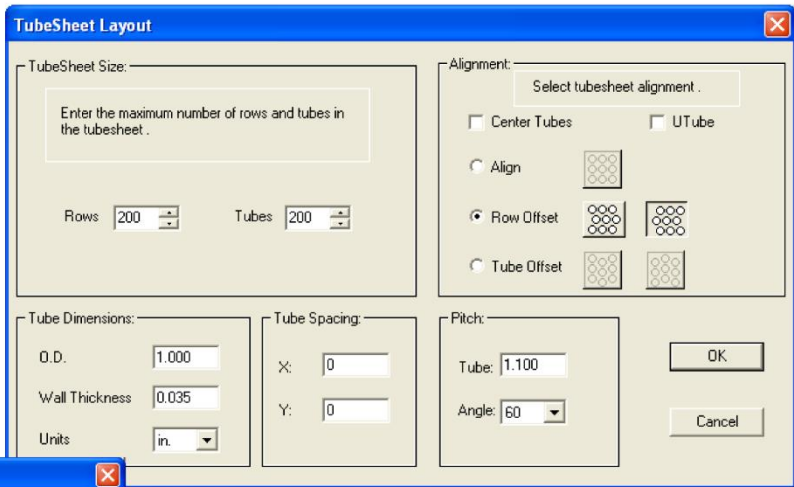 TubeSheet Layout
TubeSheet Size:
Enter the maximum number of rows and tubes in
the tubesheet .
Rows 200 Tubes 200
Alignment:
Select tubesheet alignment .
Center Tubes UTube
Align
Row Offset
Tube Offset
Tube Dimensions:
O.D. 1.000
Wall Thickness 0.035
Units in.
Tube Spacing:
X: 0
Y: 0
Pitch:
Tube: 1.100
Angle: 60
OK
Cancel